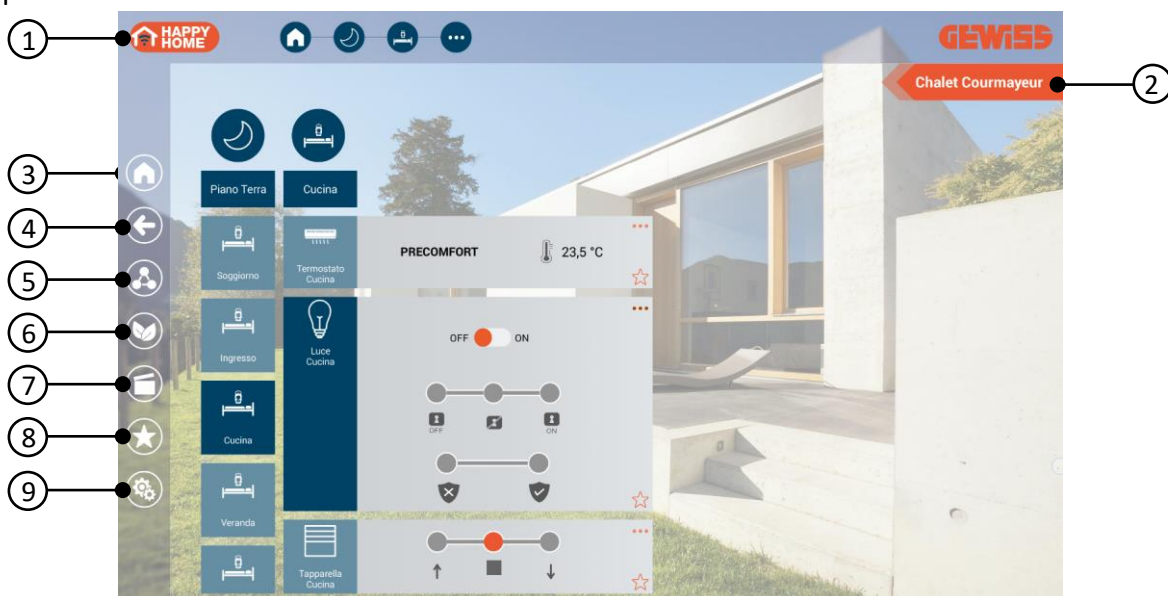 1
HAPPY
HOME
GEWISS
Chalet Courmayeur
2
3
Piano Terra
Cucina
4
Soggiorno
Termostato
Cucina
PRECOMFORT
23,5 °C
5
6
Ingresso
Luce
Cucina
OFF
ON
7
OFF
ON
8
Cucina
9
Veranda
Tapparella
Cucina